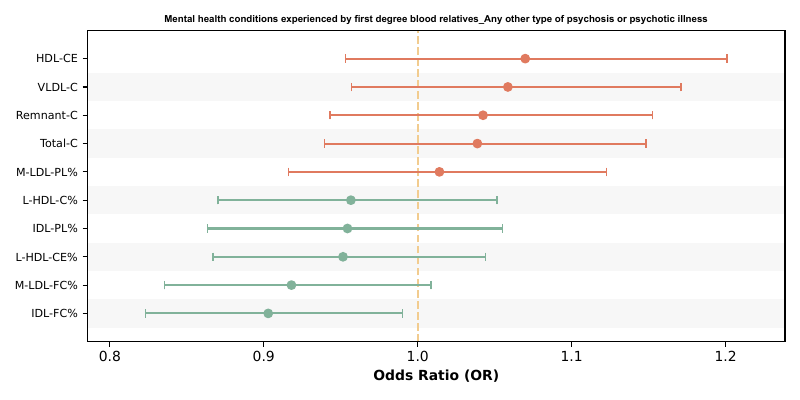 Mental health conditions experienced by first degree blood relatives_Any other type of psychosis or psychotic illness
HDL-CE
VLDL-C
Remnant-C
Total-C
M-LDL-PL%
L-HDL-C%
IDL-PL%
L-HDL-CE%
M-LDL-FC%
IDL-FC%
0.8 0.9 1.0 1.1 1.2
Odds Ratio (OR)